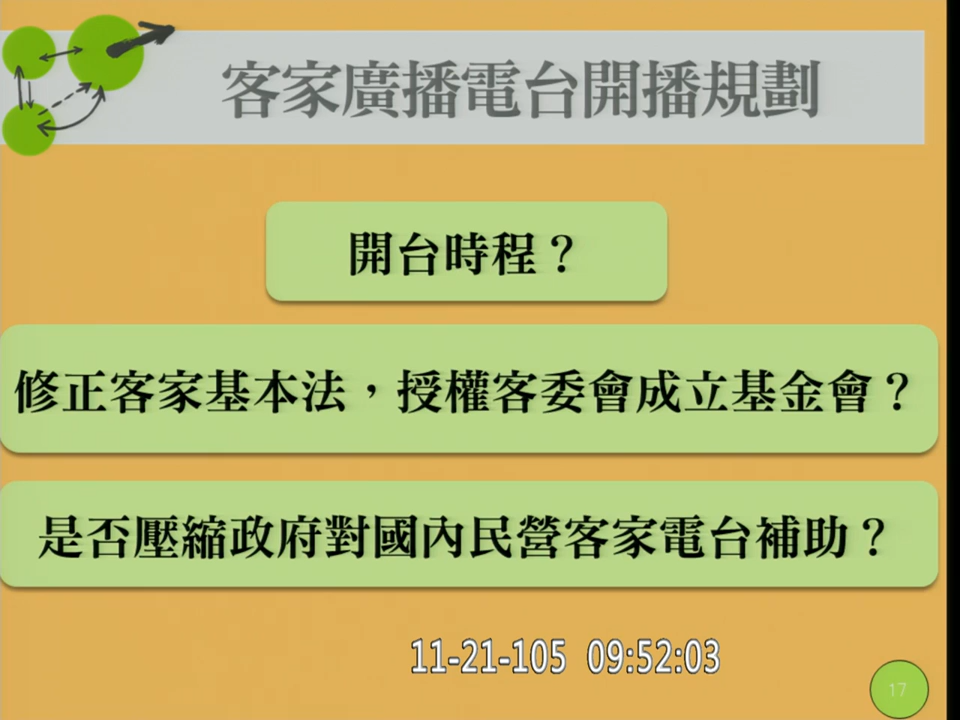 客家廣播電台開播規劃
開台時程？
修正客家基本法，授權客委會成立基金會？
是否壓縮政府對國內民營客家電台補助？
11-21-105 09:52:03
17